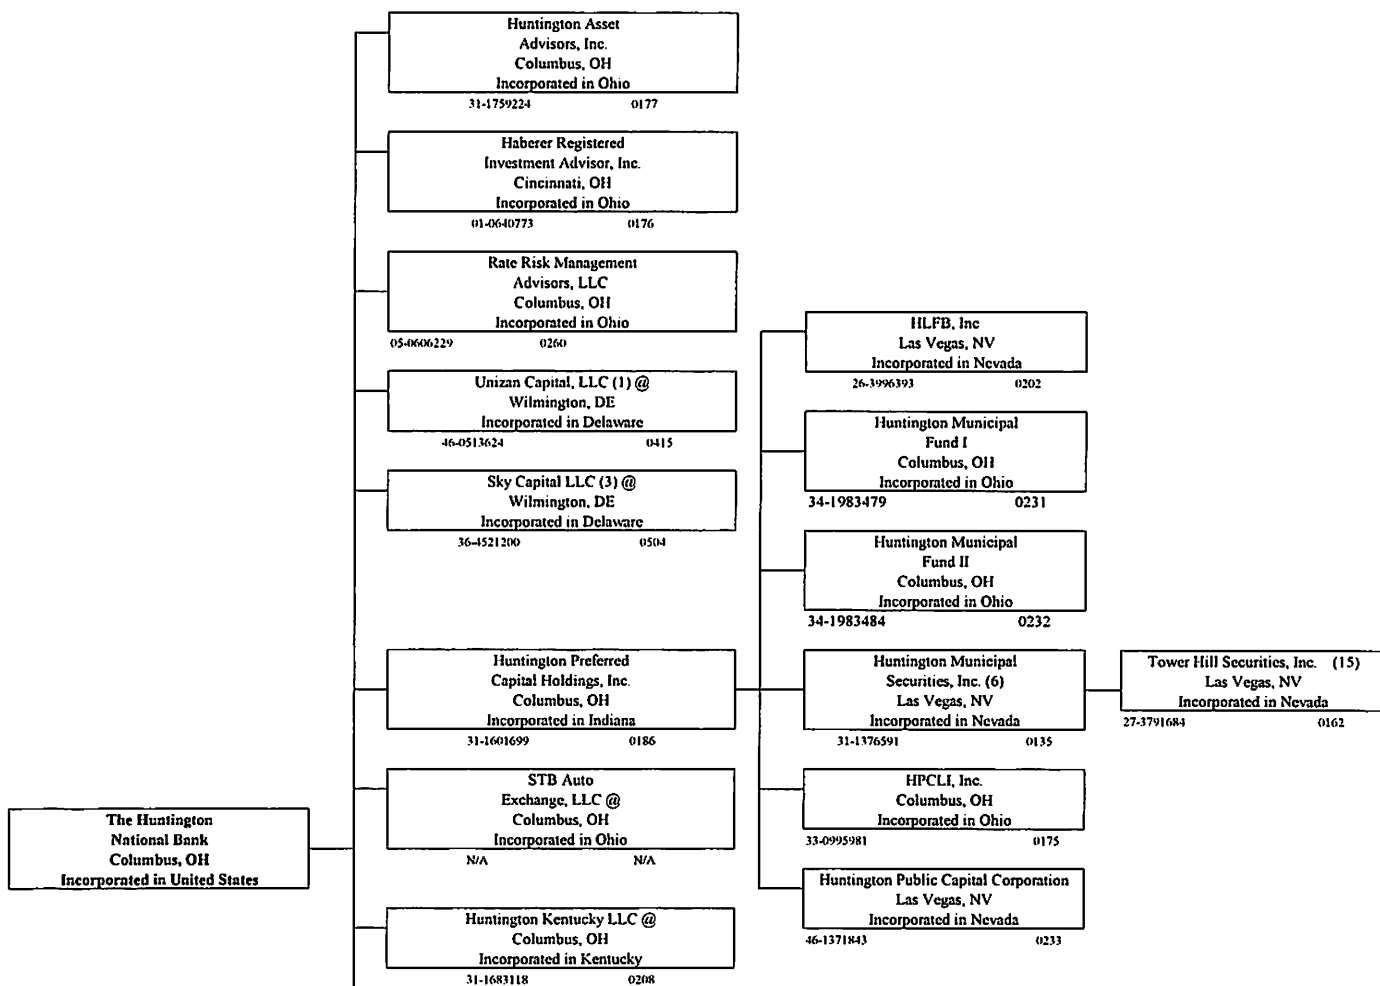 Huntington Asset
Advisors, Inc.
Columbus, OH
Incorporated in Ohio
31-1759224 0177
Haberer Registered
Investment Advisor, Inc.
Cincinnati, OH
Incorporated in Ohio
01-0640773 0176
Rate Risk Management
Advisors, LLC
Columbus, OH
Incorporated in Ohio
05-0606229 0260
Unizan Capital, LLC (1) @
Wilmington, DE
Incorporated in Delaware
46-0513624 0415
Sky Capital LLC (3) @
Wilmington, DE
Incorporated in Delaware
36-4521200 0504
Huntington Preferred
Capital Holdings, Inc.
Columbus, OH
Incorporated in Indiana
31-1601699 0186
STB Auto
Exchange, LLC @
Columbus, OH
Incorporated in Ohio
N/A N/A
The Huntington
National Bank
Columbus, OH
Incorporated in United States
Huntington Kentucky LLC @
Columbus, OH
Incorporated in Kentucky
31-1683118 0208
HLFB, Inc
Las Vegas, NV
Incorporated in Nevada
26-3996393 0202
Huntington Municipal
Fund I
Columbus, OH
Incorporated in Ohio
34-1983479 0231
Huntington Municipal
Fund II
Columbus, OH
Incorporated in Ohio
34-1983484 0232
Huntington Municipal
Securities, Inc. (6)
Las Vegas, NV
Incorporated in Nevada
31-1376591 0135
Tower Hill Securities, Inc. (15)
Las Vegas, NV
Incorporated in Nevada
27-3791684 0162
HPCLI, Inc.
Columbus, OH
Incorporated in Ohio
33-0995981 0175
Huntington Public Capital Corporation
Las Vegas, NV
Incorporated in Nevada
46-1371843 0233